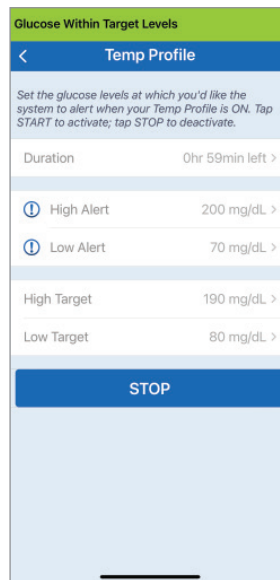 Glucose Within Target Levels
Temp Profile
Set the glucose levels at which you'd like the
system to alert when your Temp Profile is ON. Tap
START to activate; tap STOP to deactivate.
Duration 0hr 59min left >
High Alert 200 mg/dL >
Low Alert 70 mg/dL >
High Target 190 mg/dL >
Low Target 80 mg/dL >
STOP